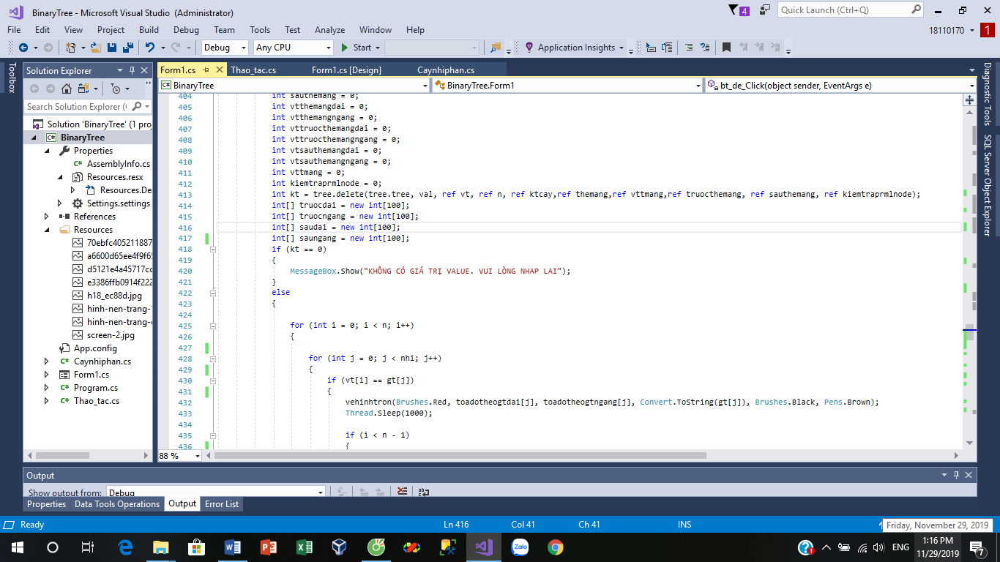 BinaryTree - Microsoft Visual Studio (Administrator)
4
Quick Launch (Ctrl+Q)
File Edit View Project Build Debug Team Tools Test Analyze Window Help
18110170
1
Debug
Any CPU
Start
Application Insights
Toolbox
Solution Explorer
Search Solution Explorer (
Solution 'BinaryTree' (1 proj
BinaryTree
Properties
AssemblyInfo.cs
Resources.resx
Resources.De
Settings.settings
References
Resources
70ebfc405211887
a6600d65ee4f9f65
d5121e4a45717cc
e3386ffb0914f222
h18_ec88d.jpg
hinh-nen-trang-
hinh-nen-trang-
screen-2.jpg
App.config
Caynhiphan.cs
Form1.cs
Program.cs
Thao_tac.cs
Form1.cs Thao_tac.cs Form1.cs [Design] Caynhiphan.cs
BinaryTree BinaryTree.Form1 bt_de_Click(object sender, EventArgs e)
404 int sauthemang = 0;
405 int vtthemangdai = 0;
406 int vtthemangngang = 0;
407 int vttruocthemangdai = 0;
408 int vttruocthemangngang = 0;
409 int vtsauthemangdai = 0;
410 int vtsauthemangngang = 0;
411 int vttmang = 0;
412 int kiemtraprmlnode = 0;
413 int kt = tree.delete(tree.tree, val, ref vt, ref n, ref ktcay,ref themang,ref vttmang,ref truocthemang, ref sauthemang, ref kiemtraprmlnode);
414 int[] truocdai = new int[100];
415 int[] truocngang = new int[100];
416 int[] saudai = new int[100];
417 int[] saungang = new int[100];
418 if (kt == 0)
419 {
420 MessageBox.Show("KHÔNG CÓ GIÁ TRỊ VALUE. VUI LÒNG NHAP LAI");
421 }
422 else
423 {
424
425 for (int i = 0; i < n; i++)
426 {
427
428 for (int j = 0; j < nhi; j++)
429 {
430 if (vt[i] == gt[j])
431 {
432 vehinhtron(Brushes.Red, toadotheogtdai[j], toadotheogtngang[j], Convert.ToString(gt[j]), Brushes.Black, Pens.Brown);
433 Thread.Sleep(1000);
434
435 if (i < n - 1)
436 {
88 %
Diagnostic Tools
SQL Server Object Explorer
Output
Show output from: Debug
Properties Data Tools Operations Output Error List
Ready Ln 416 Col 41 Ch 41 INS
Friday, November 29, 2019
Zalo
ENG
1:16 PM
11/29/2019
7